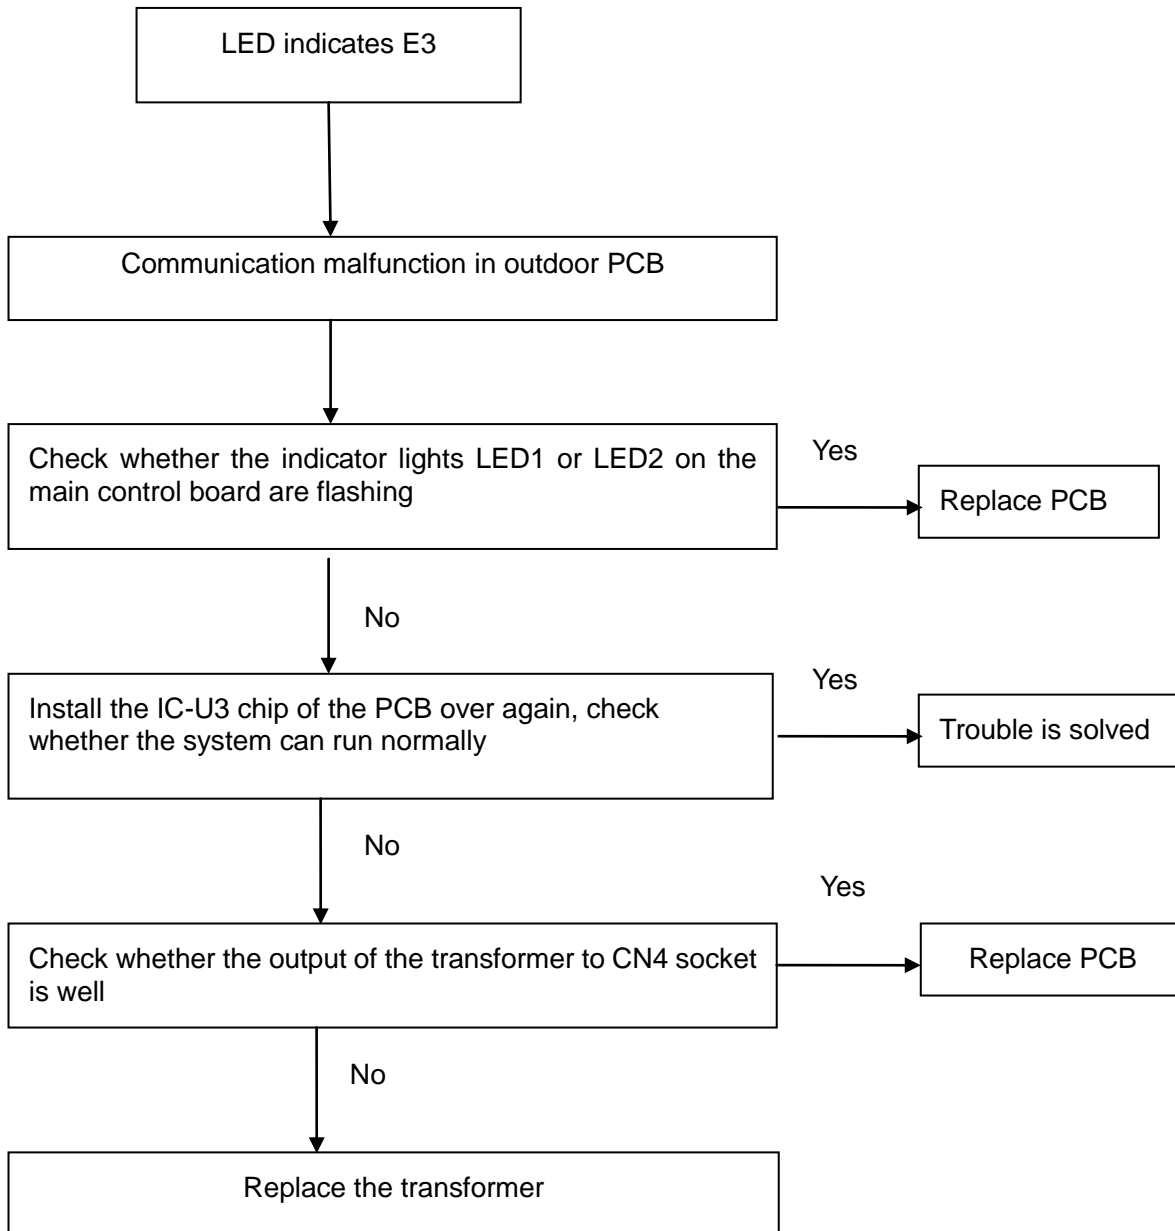 LED indicates E3
Communication malfunction in outdoor PCB
Check whether the indicator lights LED1 or LED2 on the
main control board are flashing
Yes
Replace PCB
No
Install the IC-U3 chip of the PCB over again, check
whether the system can run normally
Yes
Trouble is solved
No
Check whether the output of the transformer to CN4 socket
is well
Yes
Replace PCB
No
Replace the transformer